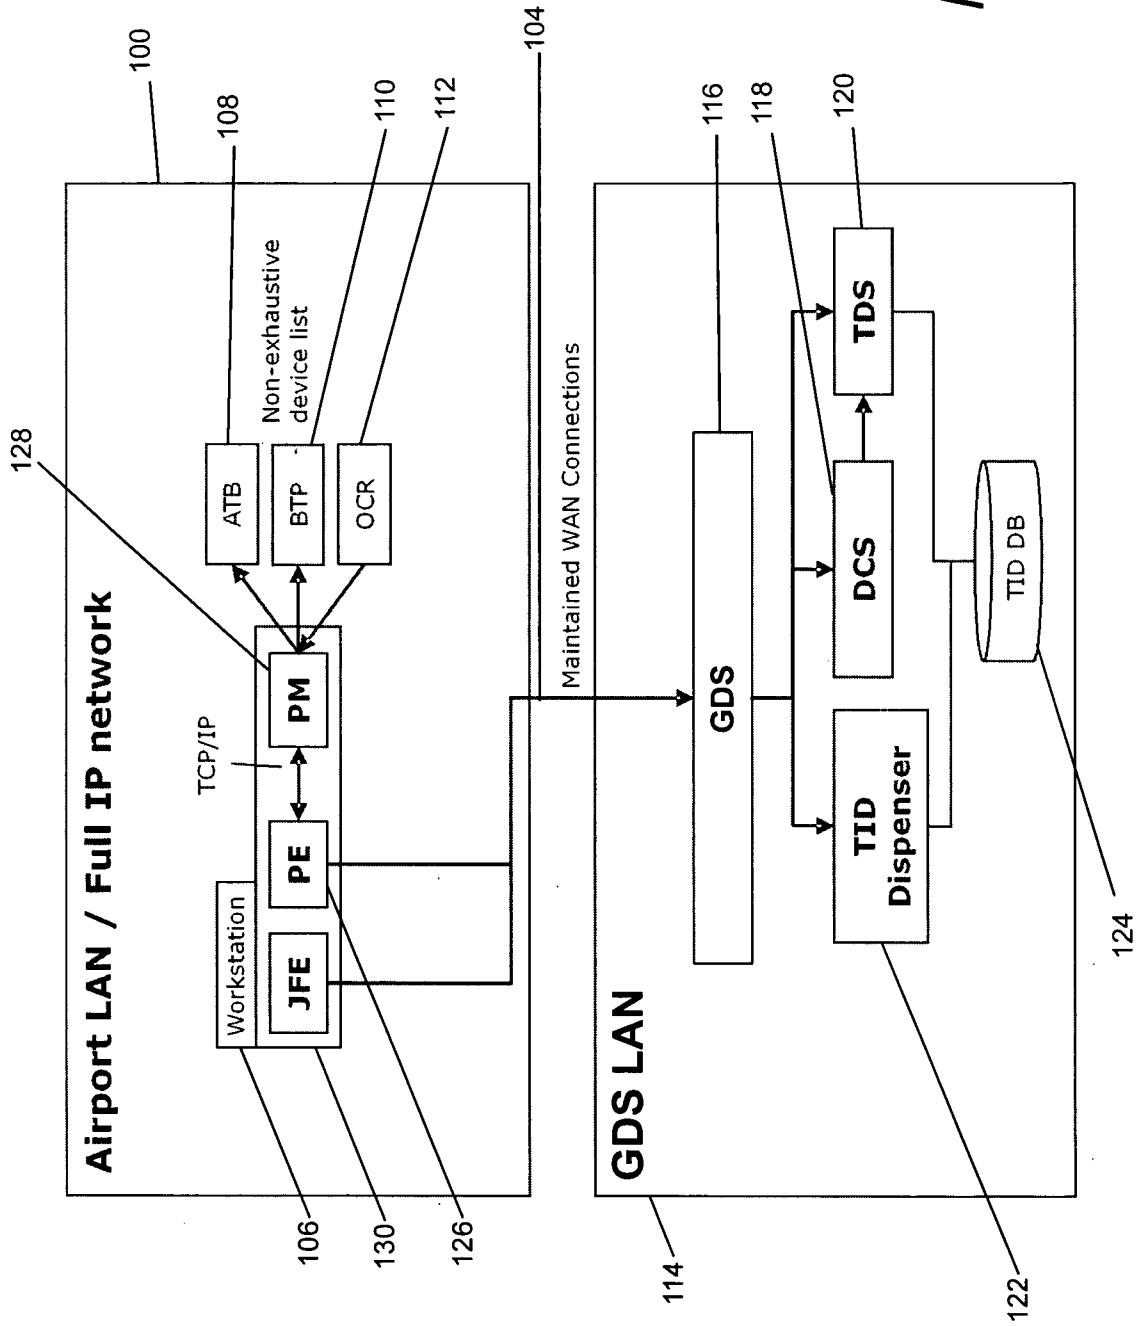 Airport LAN / Full IP network
100
108
110
112
104
128
Non-exhaustive
device list
ATB
BTP
OCR
TCP/IP
Workstation
JFE
PE
PM
106
130
126
Maintained WAN Connections
GDS LAN
114
116
118
120
GDS
TID
Dispenser
DCS
TDS
TID DB
122
124